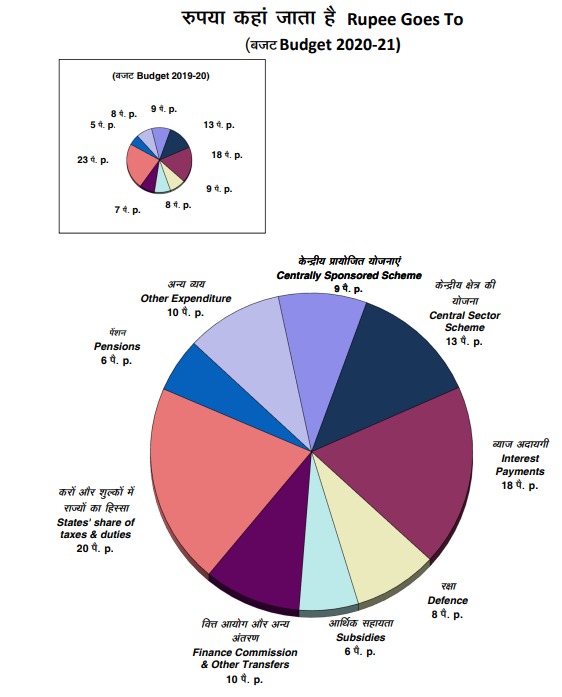 रुपया कहां जाता है Rupee Goes To
(बजट Budget 2020-21)
(बजट Budget 2019-20)
9 पै. p.
8 पै. p.
13 पै. p.
5 पै. p.
18 पै. p.
23 पै. p.
9 पै. p.
8 पै. p.
7 पै. p.
केन्द्रीय प्रायोजित योजनाएं
Centrally Sponsored Scheme
9 पै. p.
केन्द्रीय क्षेत्र की
योजना
Central Sector
Scheme
13 पै. p.
अन्य व्यय
Other Expenditure
10 पै. p.
पेंशन
Pensions
6 पै. p.
व्याज अदायगी
Interest
Payments
18 पै. p.
करों और शुल्कों में
राज्यों का हिस्सा
States' share of
taxes & duties
20 पै. p.
रक्षा
Defence
8 पै. p.
आर्थिक सहायता
Subsidies
6 पै. p.
वित्त आयोग और अन्य
अंतरण
Finance Commission
& Other Transfers
10 पै. p.